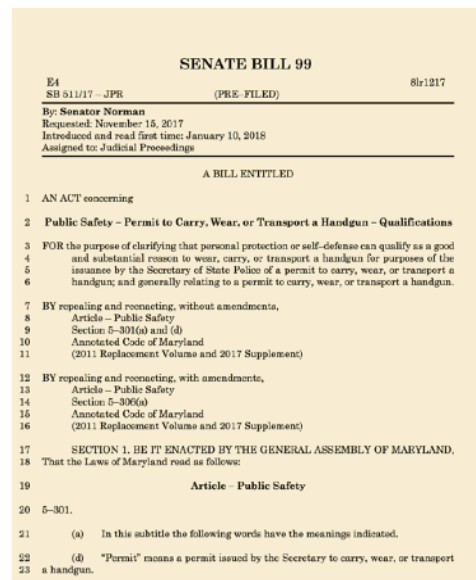 SENATE BILL 99
E4 8lr1217
SB 511/17 – JPR (PRE–FILED)
By: Senator Norman
Requested: November 15, 2017
Introduced and read first time: January 10, 2018
Assigned to: Judicial Proceedings
A BILL ENTITLED
1 AN ACT concerning
2 Public Safety – Permit to Carry, Wear, or Transport a Handgun – Qualifications
3 FOR the purpose of clarifying that personal protection or self–defense can qualify as a good
4 and substantial reason to wear, carry, or transport a handgun for purposes of the
5 issuance by the Secretary of State Police of a permit to carry, wear, or transport a
6 handgun; and generally relating to a permit to carry, wear, or transport a handgun.
7 BY repealing and reenacting, without amendments,
8 Article – Public Safety
9 Section 5–301(a) and (d)
10 Annotated Code of Maryland
11 (2011 Replacement Volume and 2017 Supplement)
12 BY repealing and reenacting, with amendments,
13 Article – Public Safety
14 Section 5–306(a)
15 Annotated Code of Maryland
16 (2011 Replacement Volume and 2017 Supplement)
17 SECTION 1. BE IT ENACTED BY THE GENERAL ASSEMBLY OF MARYLAND,
18 That the Laws of Maryland read as follows:
19 Article – Public Safety
20 5–301.
21 (a) In this subtitle the following words have the meanings indicated.
22 (d) "Permit" means a permit issued by the Secretary to carry, wear, or transport
23 a handgun.